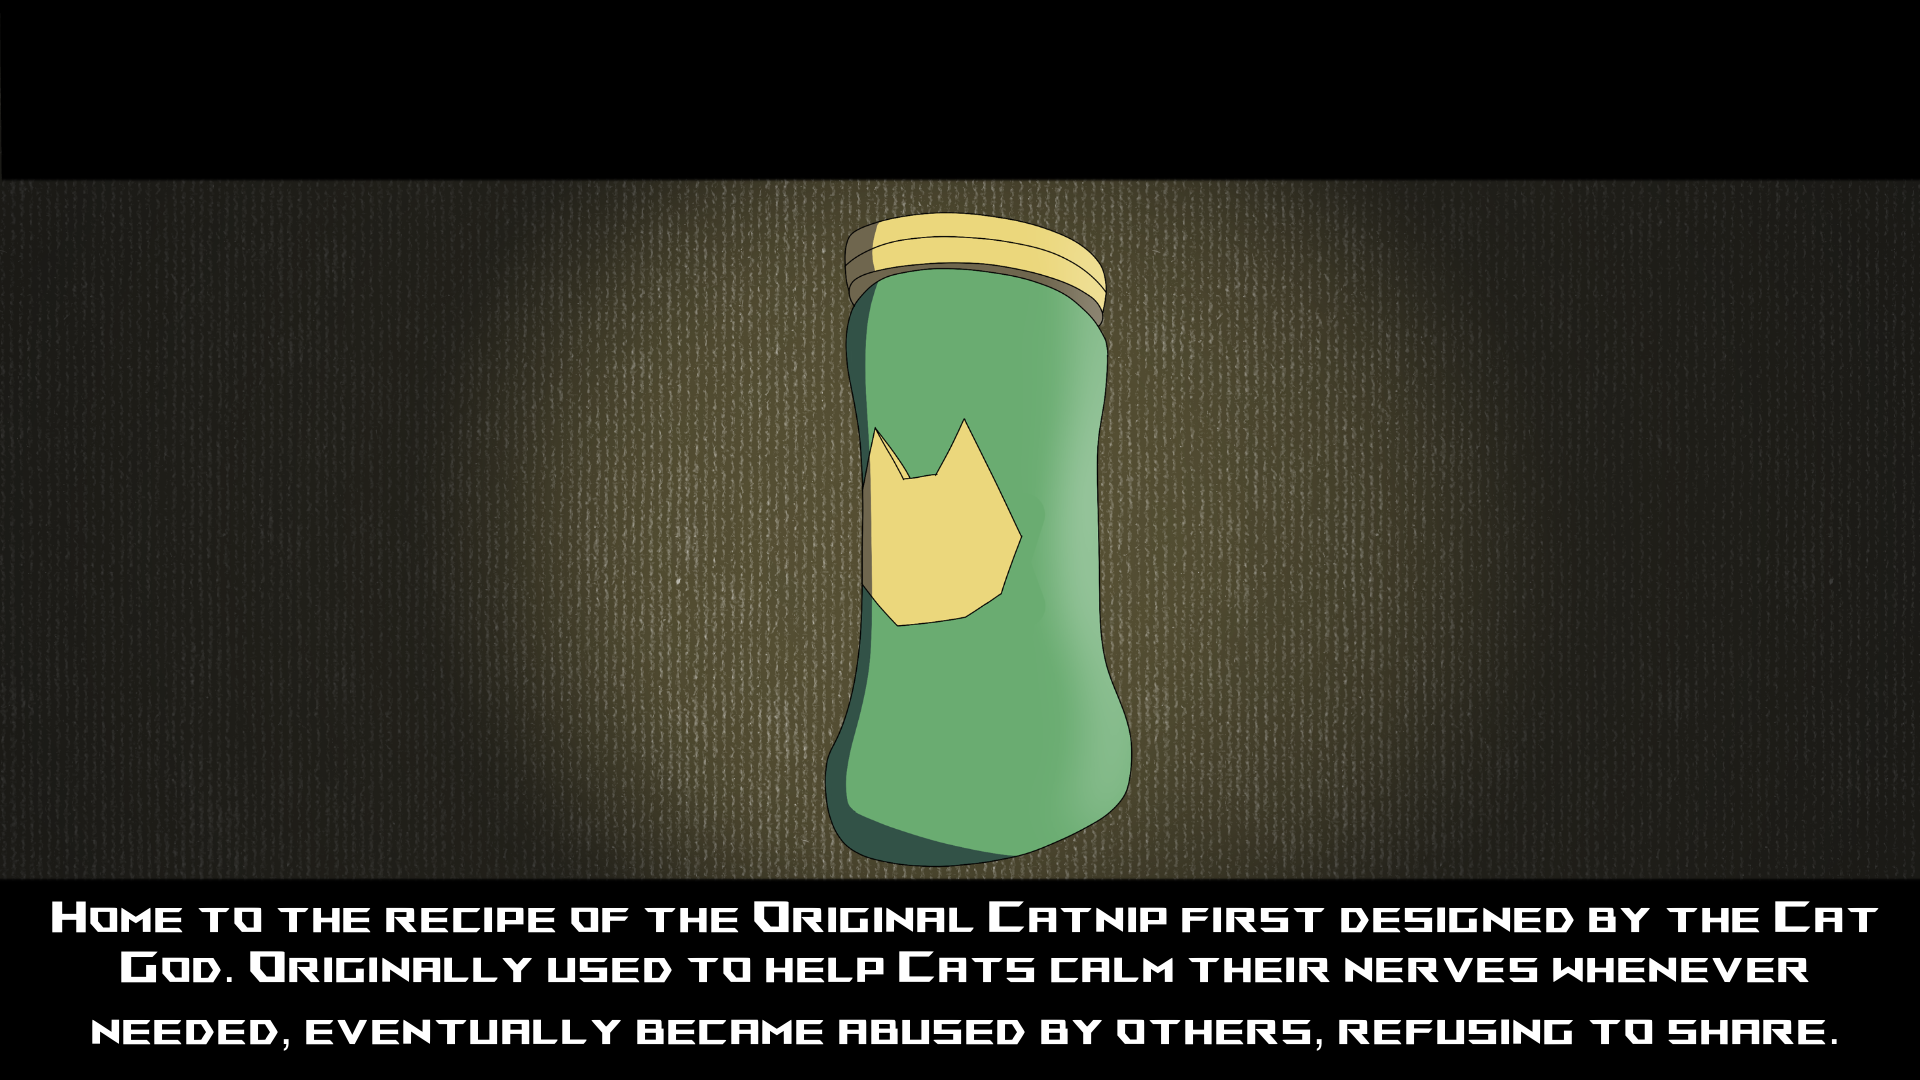 Home to the recipe of the Original Catnip first designed by the Cat
God. Originally used to help Cats calm their nerves whenever
needed, eventually became abused by others, refusing to share.